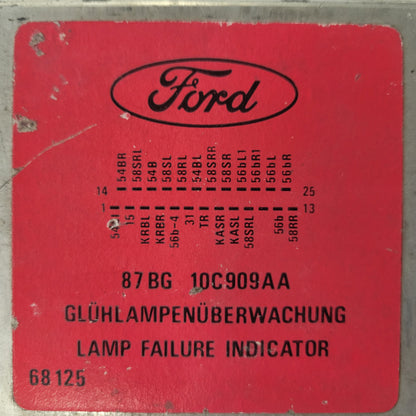 Ford
54BR 58SRL 54B 58SL 58RL 54BL 58SRR 58SR 56bL1 56bR1 56bL 56bR
14 25
1 13
15 KRBL KRBR 56b-4 31 TR KASR KASL 58SRL 56b 58RR
87BG 10C909AA
GLÜHLAMPENÜBERWACHUNG
LAMP FAILURE INDICATOR
68125